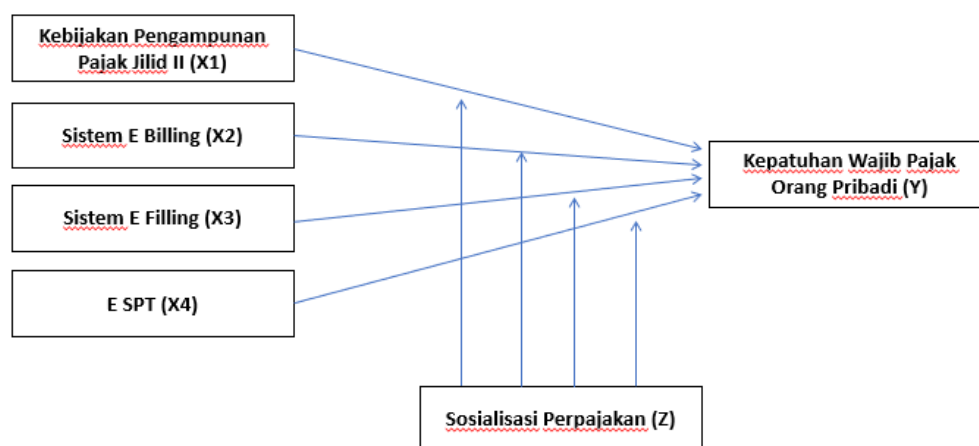 Kebijakan Pengampunan
Pajak Jilid II (X1)
Sistem E Billing (X2)
Sistem E Filling (X3)
E SPT (X4)
Kepatuhan Wajib Pajak
Orang Pribadi (Y)
Sosialisasi Perpajakan (Z)